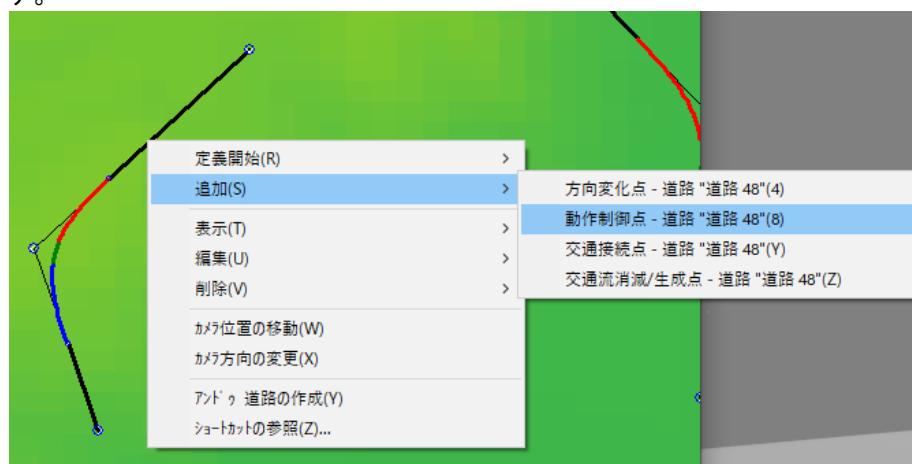 す。
定義開始(R)
追加(S)
表示(T)
編集(U)
削除(V)
ｶﾒﾗ位置の移動(W)
ｶﾒﾗ方向の変更(X)
ｱﾝﾄﾞｩ 道路の作成(Y)
ｼｮｰﾄｶｯﾄの参照(Z)...
方向変化点 - 道路 "道路 48"(4)
動作制御点 - 道路 "道路 48"(8)
交通接続点 - 道路 "道路 48"(Y)
交通流消滅/生成点 - 道路 "道路 48"(Z)